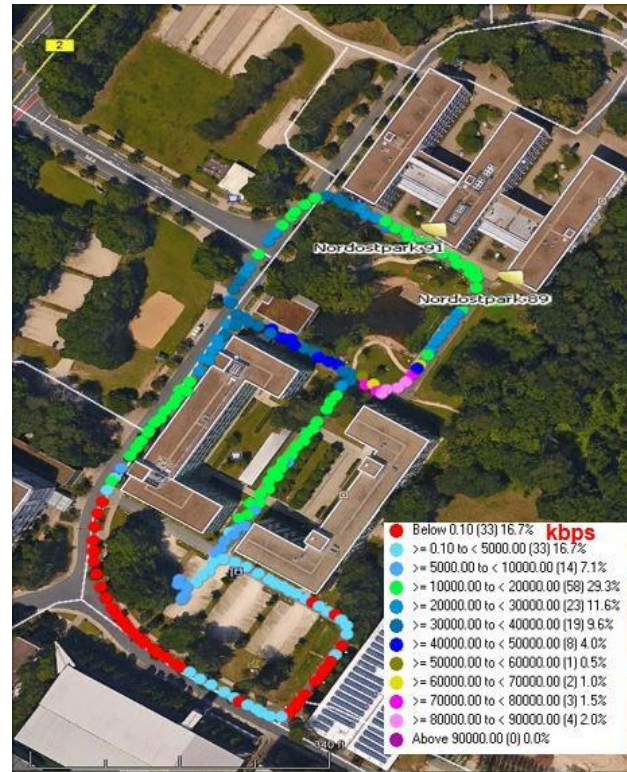 2
Nordostpark 91
Nordostpark 89
Below 0.10 (33) 16.7% kbps
>= 0.10 to < 5000.00 (33) 16.7%
>= 5000.00 to < 10000.00 (14) 7.1%
>= 10000.00 to < 20000.00 (58) 29.3%
>= 20000.00 to < 30000.00 (23) 11.6%
>= 30000.00 to < 40000.00 (19) 9.6%
>= 40000.00 to < 50000.00 (8) 4.0%
>= 50000.00 to < 60000.00 (1) 0.5%
>= 60000.00 to < 70000.00 (2) 1.0%
>= 70000.00 to < 80000.00 (3) 1.5%
>= 80000.00 to < 90000.00 (4) 2.0%
Above 90000.00 (0) 0.0%